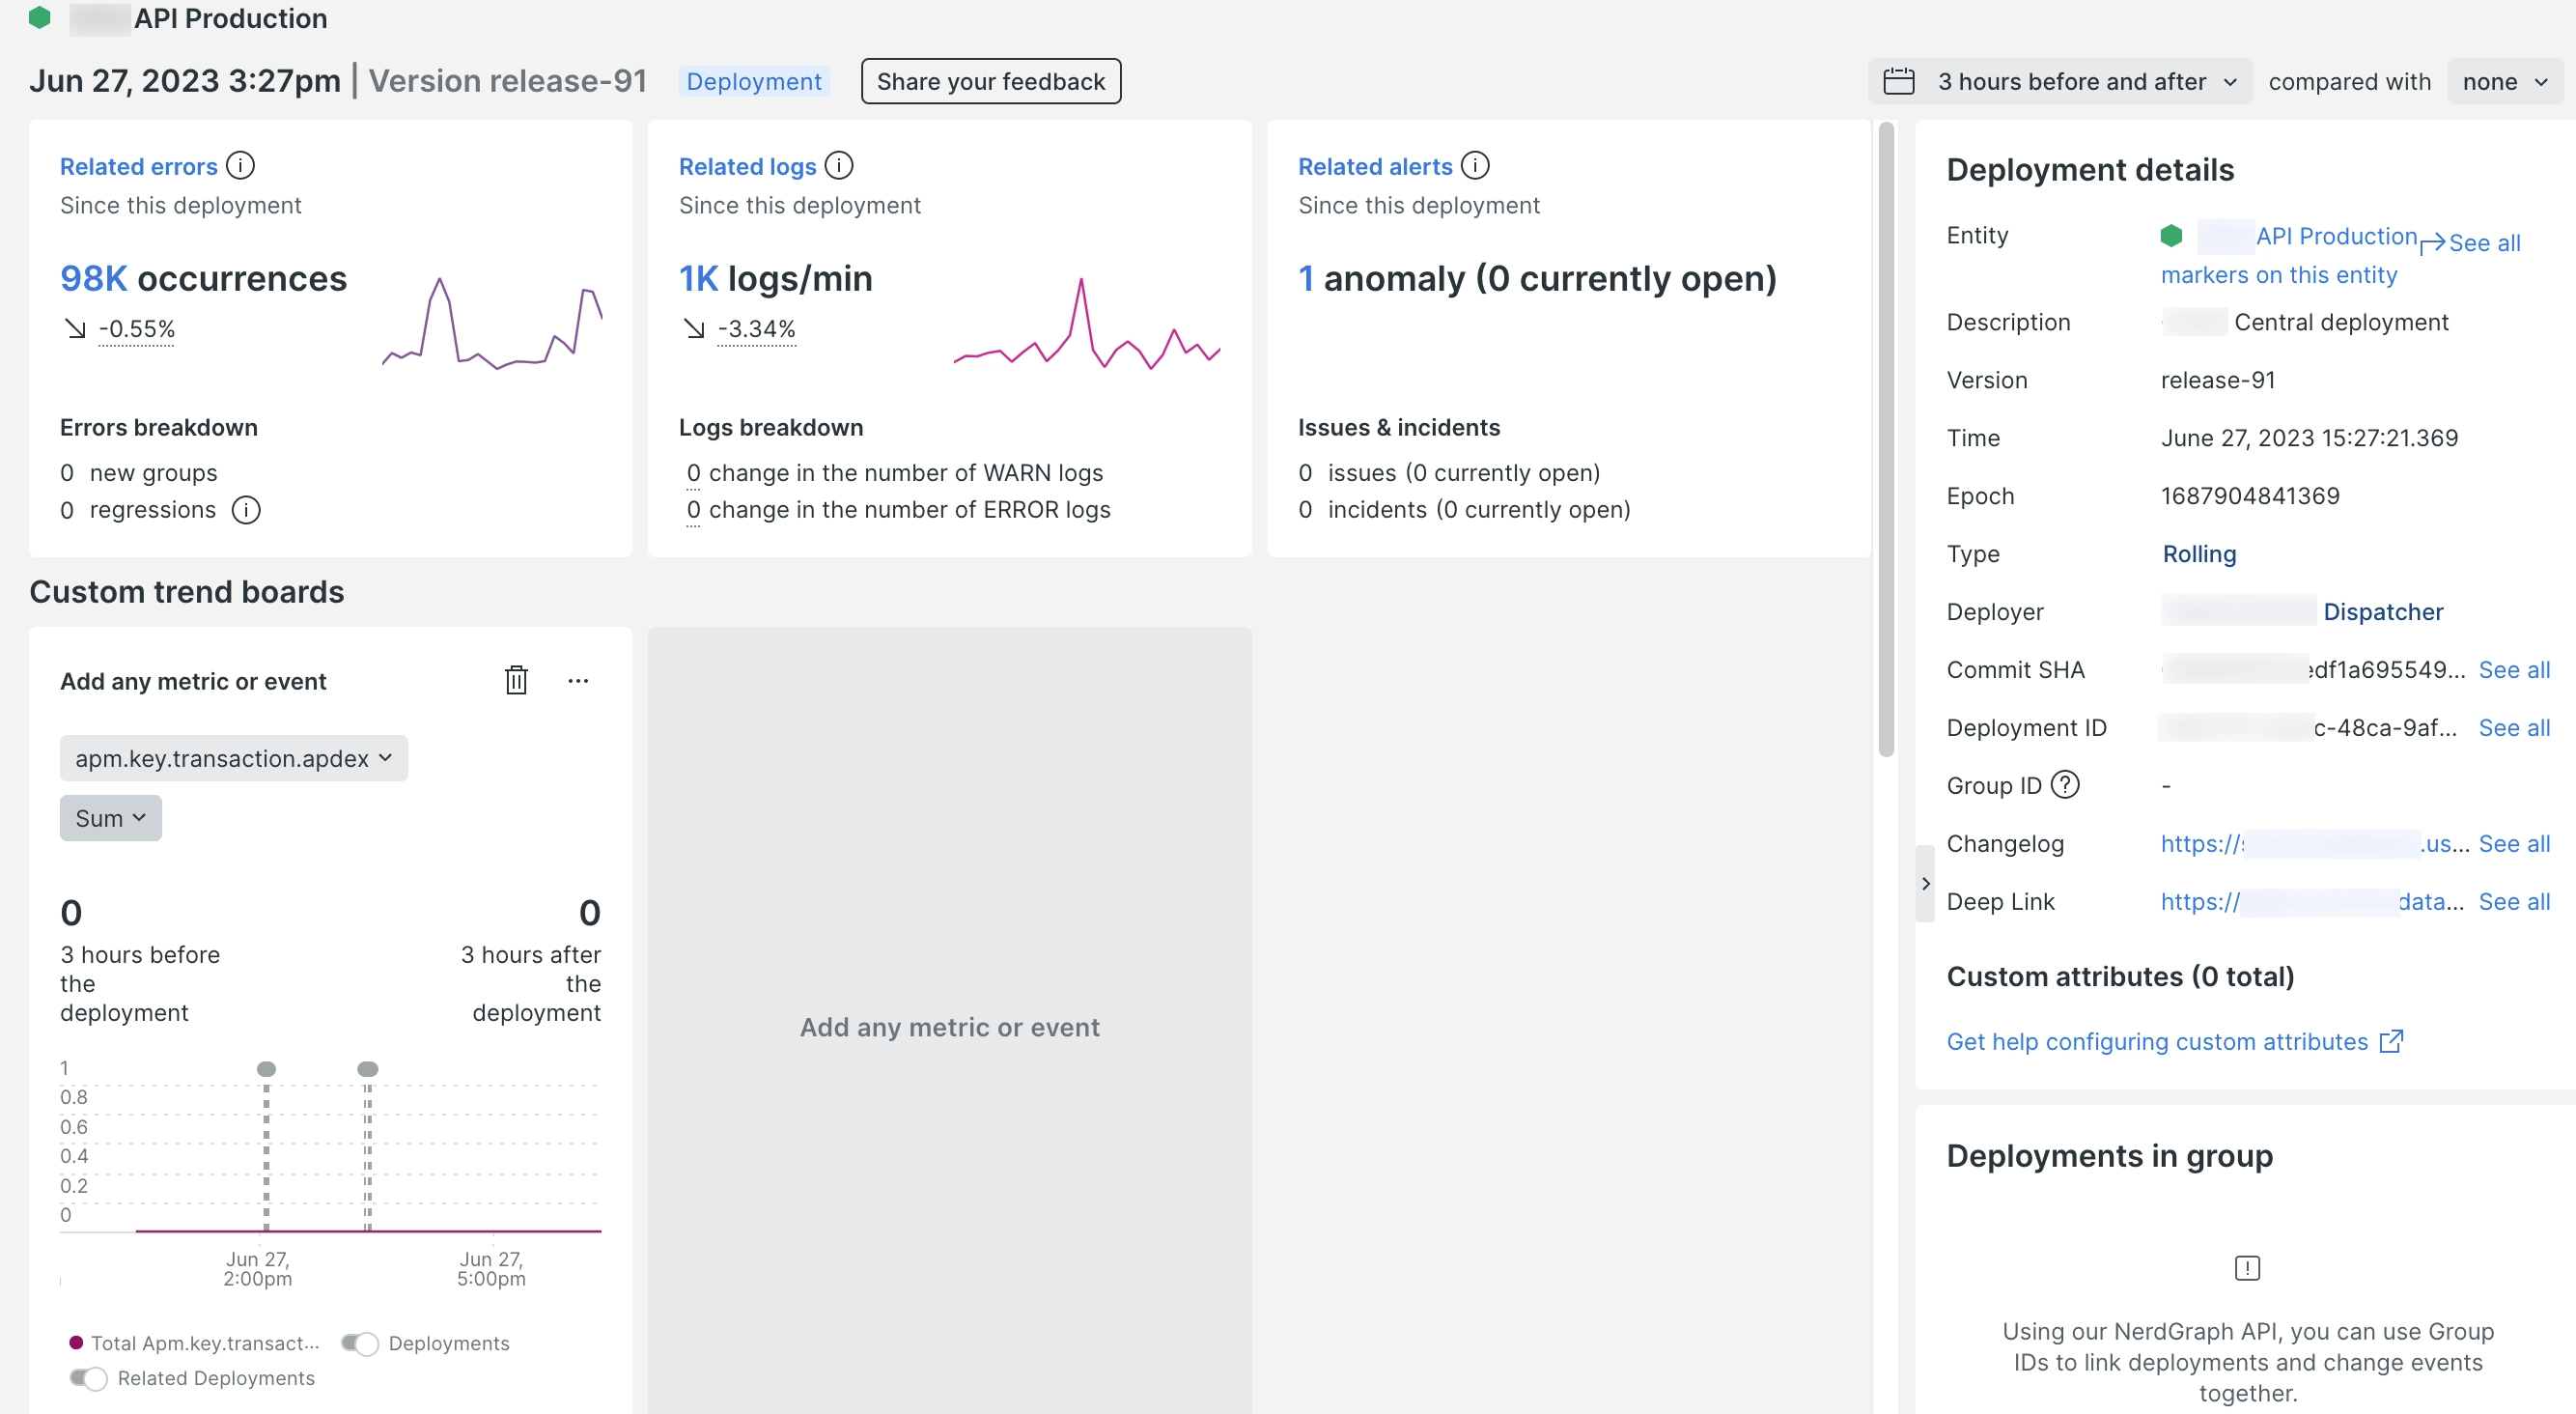 API Production
Jun 27, 2023 3:27pm | Version release-91 Deployment Share your feedback 3 hours before and after compared with none
Related errors
Since this deployment
98K occurrences
-0.55%
Errors breakdown
0 new groups
0 regressions
Related logs
Since this deployment
1K logs/min
-3.34%
Logs breakdown
0 change in the number of WARN logs
0 change in the number of ERROR logs
Related alerts
Since this deployment
1 anomaly (0 currently open)
Issues & incidents
0 issues (0 currently open)
0 incidents (0 currently open)
Custom trend boards
Add any metric or event
apm.key.transaction.apdex
Sum
0
3 hours before
the
deployment
0
3 hours after
the
deployment
1
0.8
0.6
0.4
0.2
0
Jun 27,
2:00pm
Jun 27,
5:00pm
Total Apm.key.transact... Deployments
Related Deployments
Add any metric or event
Deployment details
Entity API Production See all
markers on this entity
Description Central deployment
Version release-91
Time June 27, 2023 15:27:21.369
Epoch 1687904841369
Type Rolling
Deployer Dispatcher
Commit SHA edf1a695549... See all
Deployment ID c-48ca-9af... See all
Group ID -
Changelog https:// .us... See all
Deep Link https:// data... See all
Custom attributes (0 total)
Get help configuring custom attributes
Deployments in group
Using our NerdGraph API, you can use Group
IDs to link deployments and change events
together.